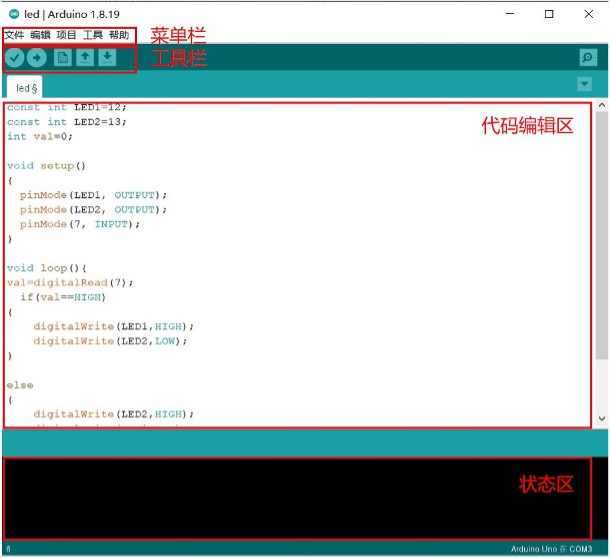 led | Arduino 1.8.19
文件 编辑 项目 工具 帮助
菜单栏
工具栏
led §
代码编辑区
const int LED1=12;
const int LED2=13;
int val=0;
void setup()
{
pinMode(LED1, OUTPUT);
pinMode(LED2, OUTPUT);
pinMode(7, INPUT);
}
void loop(){
val=digitalRead(7);
if(val==HIGH)
{
digitalWrite(LED1,HIGH);
digitalWrite(LED2,LOW);
}
else
{
digitalWrite(LED2,HIGH);
状态区
6
Arduino Uno 在 COM3